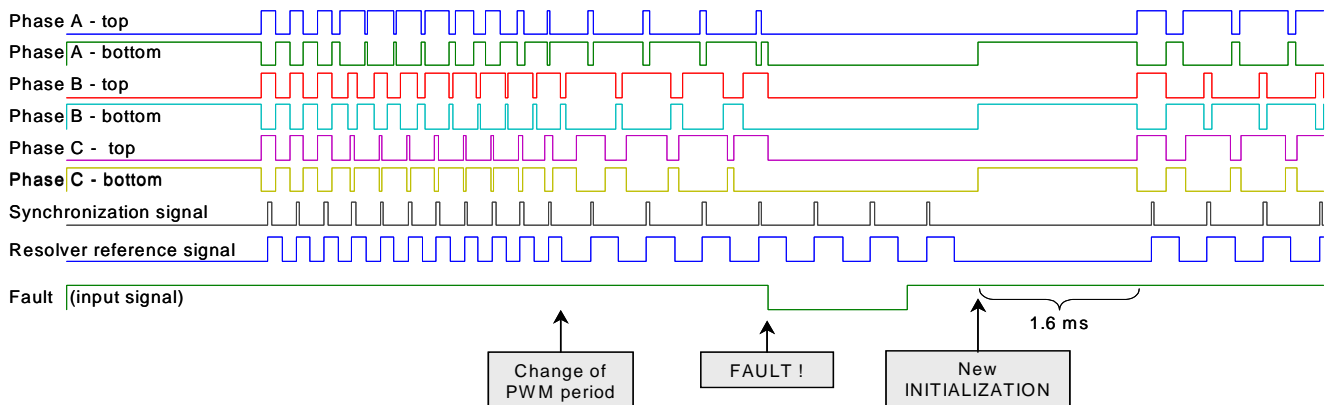 Phase A - top
Phase A - bottom
Phase B - top
Phase B - bottom
Phase C - top
Phase C - bottom
Synchronization signal
Resolver reference signal
Fault (input signal)
1.6 ms
Change of
PWM period
FAULT !
New
INITIALIZATION